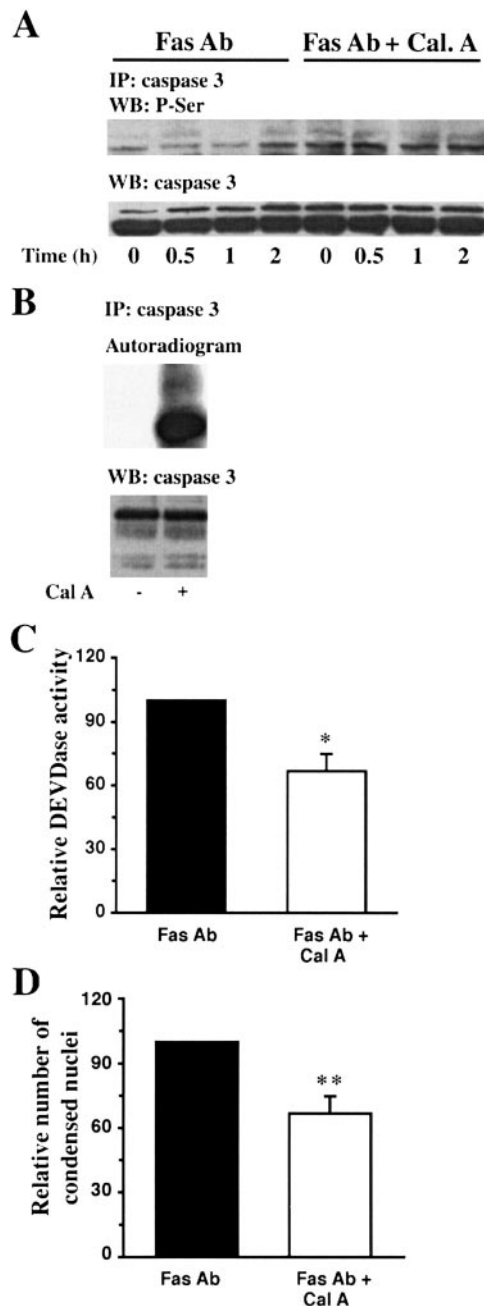 A
Fas Ab
Fas Ab + Cal. A
IP: caspase 3
WB: P-Ser
WB: caspase 3
Time (h) 0 0.5 1 2 0 0.5 1 2
B
IP: caspase 3
Autoradiogram
WB: caspase 3
Cal A - +
C
Relative DEVDase activity
120
90
60
30
0
*
Fas Ab
Fas Ab +
Cal A
D
Relative number of
condensed nuclei
120
90
60
30
0
**
Fas Ab
Fas Ab +
Cal A